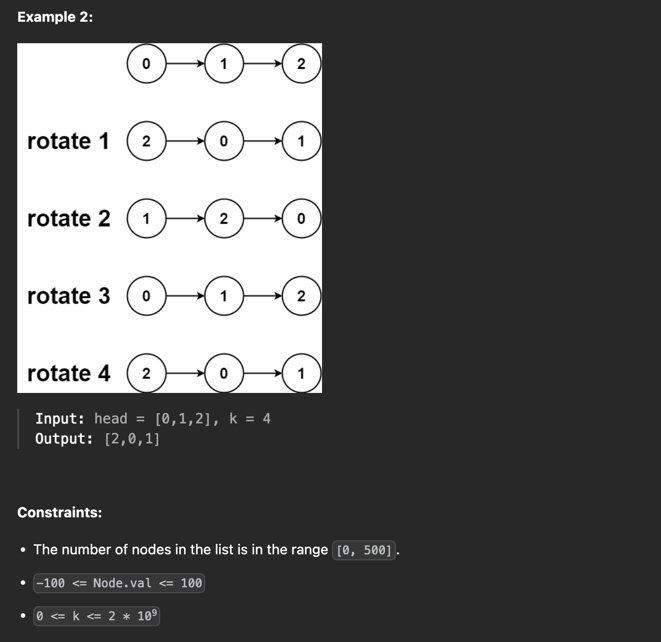 Example 2:
0 1 2
rotate 1 2 0 1
rotate 2 1 2 0
rotate 3 0 1 2
rotate 4 2 0 1
Input: head = [0,1,2], k = 4
Output: [2,0,1]
Constraints:
• The number of nodes in the list is in the range [0, 500].
• -100 <= Node.val <= 100
• 0 <= k <= 2 * 10⁹